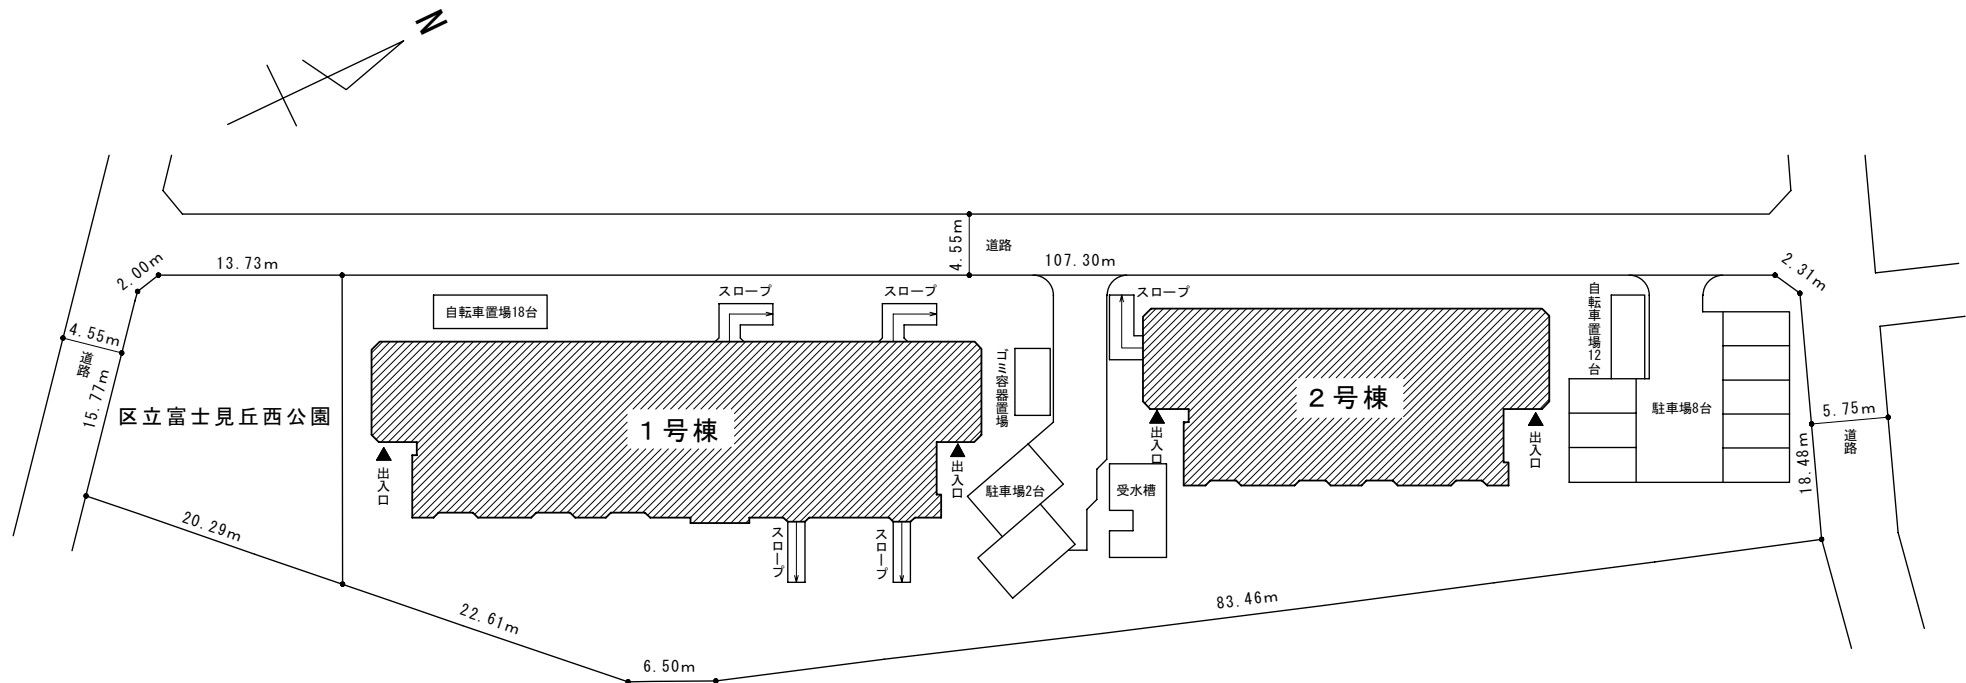 N
4.55m
道路
107.30m
13.73m
2.00m
2.31m
スロープ
スロープ
スロープ
自転車置場18台
自転車置場12台
4.55m
道路
15.77m
区立富士見丘西公園
1号棟
ゴミ容器置場
2号棟
駐車場8台
5.75m
道路
18.48m
出入口
出入口
出入口
出入口
駐車場2台
受水槽
スロープ
スロープ
20.29m
22.61m
6.50m
83.46m